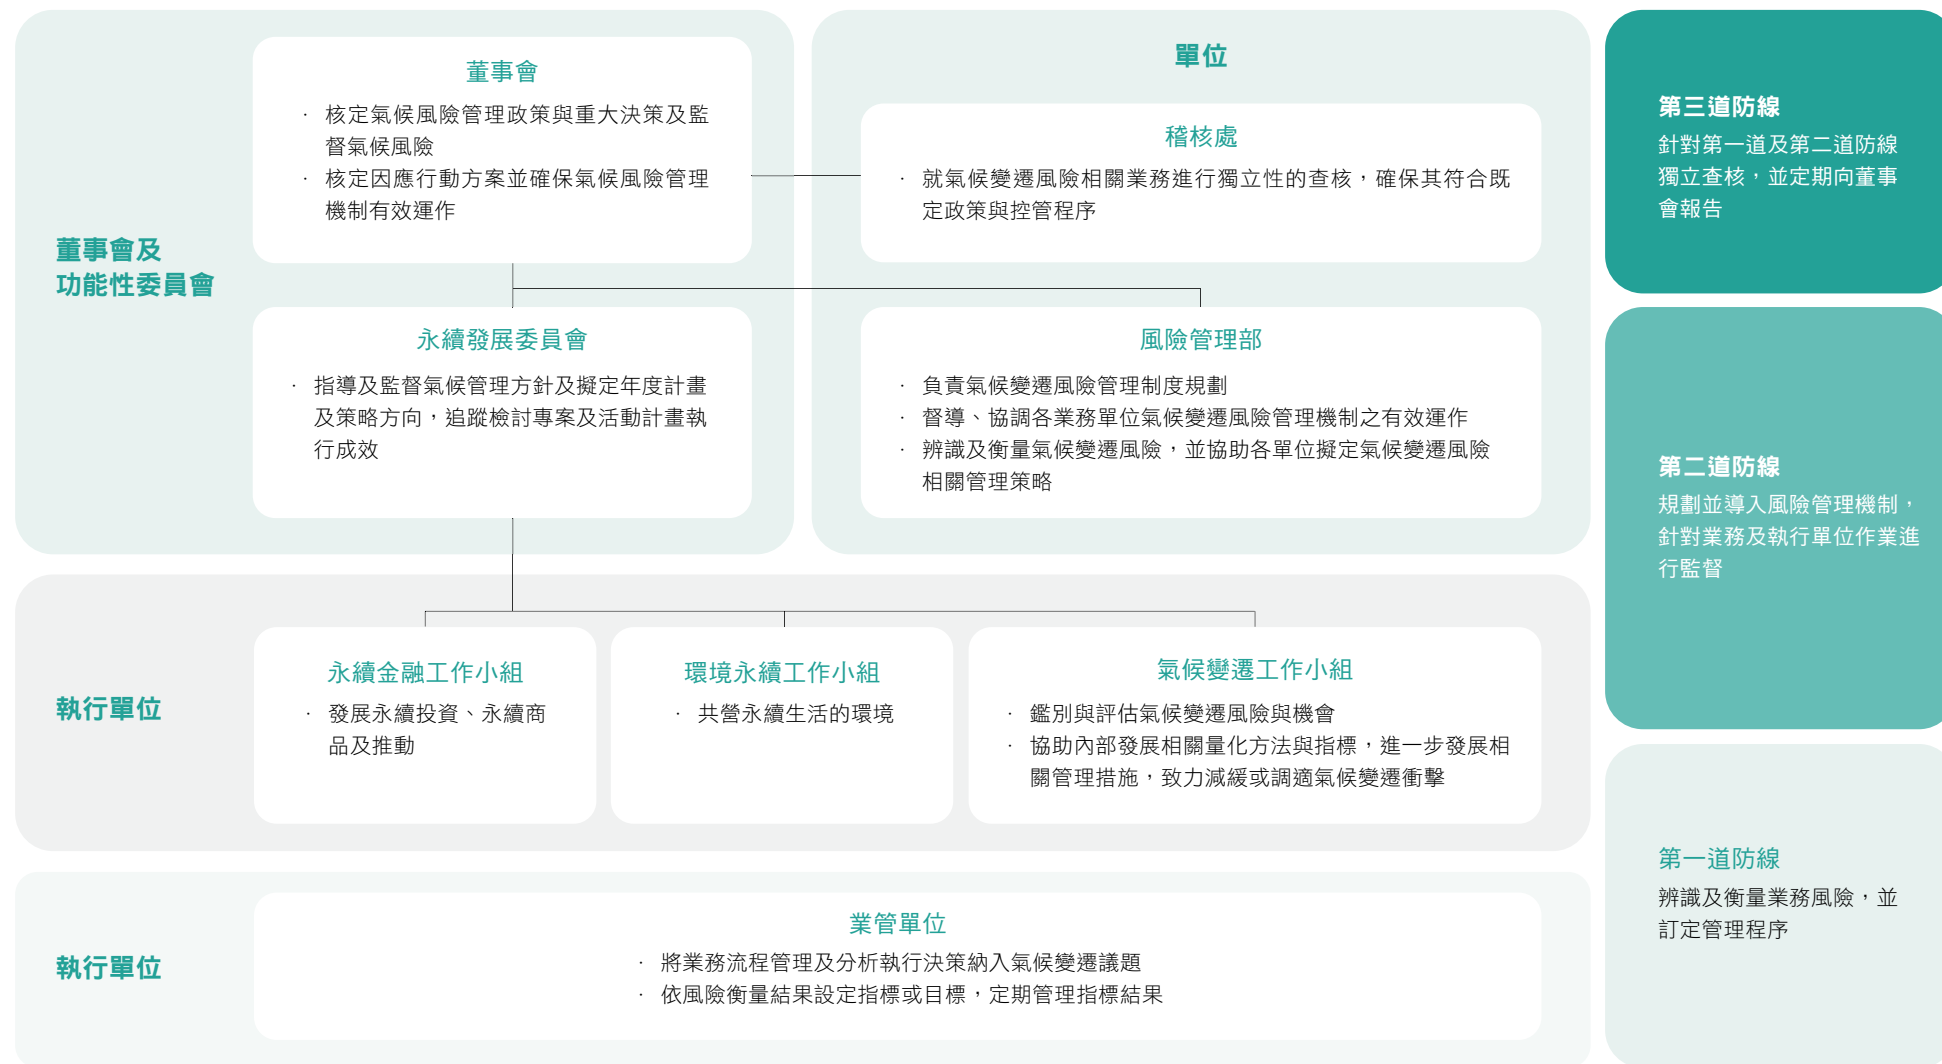 董事會及
功能性委員會
董事會
· 核定氣候風險管理政策與重大決策及監
督氣候風險
· 核定因應行動方案並確保氣候風險管理
機制有效運作
單位
稽核處
· 就氣候變遷風險相關業務進行獨立性的查核，確保其符合既
定政策與控管程序
永續發展委員會
· 指導及監督氣候管理方針及擬定年度計畫
及策略方向，追蹤檢討專案及活動計畫執
行成效
風險管理部
· 負責氣候變遷風險管理制度規劃
· 督導、協調各業務單位氣候變遷風險管理機制之有效運作
· 辨識及衡量氣候變遷風險，並協助各單位擬定氣候變遷風險
相關管理策略
執行單位
永續金融工作小組
· 發展永續投資、永續商
品及推動
環境永續工作小組
· 共營永續生活的環境
氣候變遷工作小組
· 鑑別與評估氣候變遷風險與機會
· 協助內部發展相關量化方法與指標，進一步發展相
關管理措施，致力減緩或調適氣候變遷衝擊
執行單位
業管單位
· 將業務流程管理及分析執行決策納入氣候變遷議題
· 依風險衡量結果設定指標或目標，定期管理指標結果
第三道防線
針對第一道及第二道防線
獨立查核，並定期向董事
會報告
第二道防線
規劃並導入風險管理機制，
針對業務及執行單位作業進
行監督
第一道防線
辨識及衡量業務風險，並
訂定管理程序